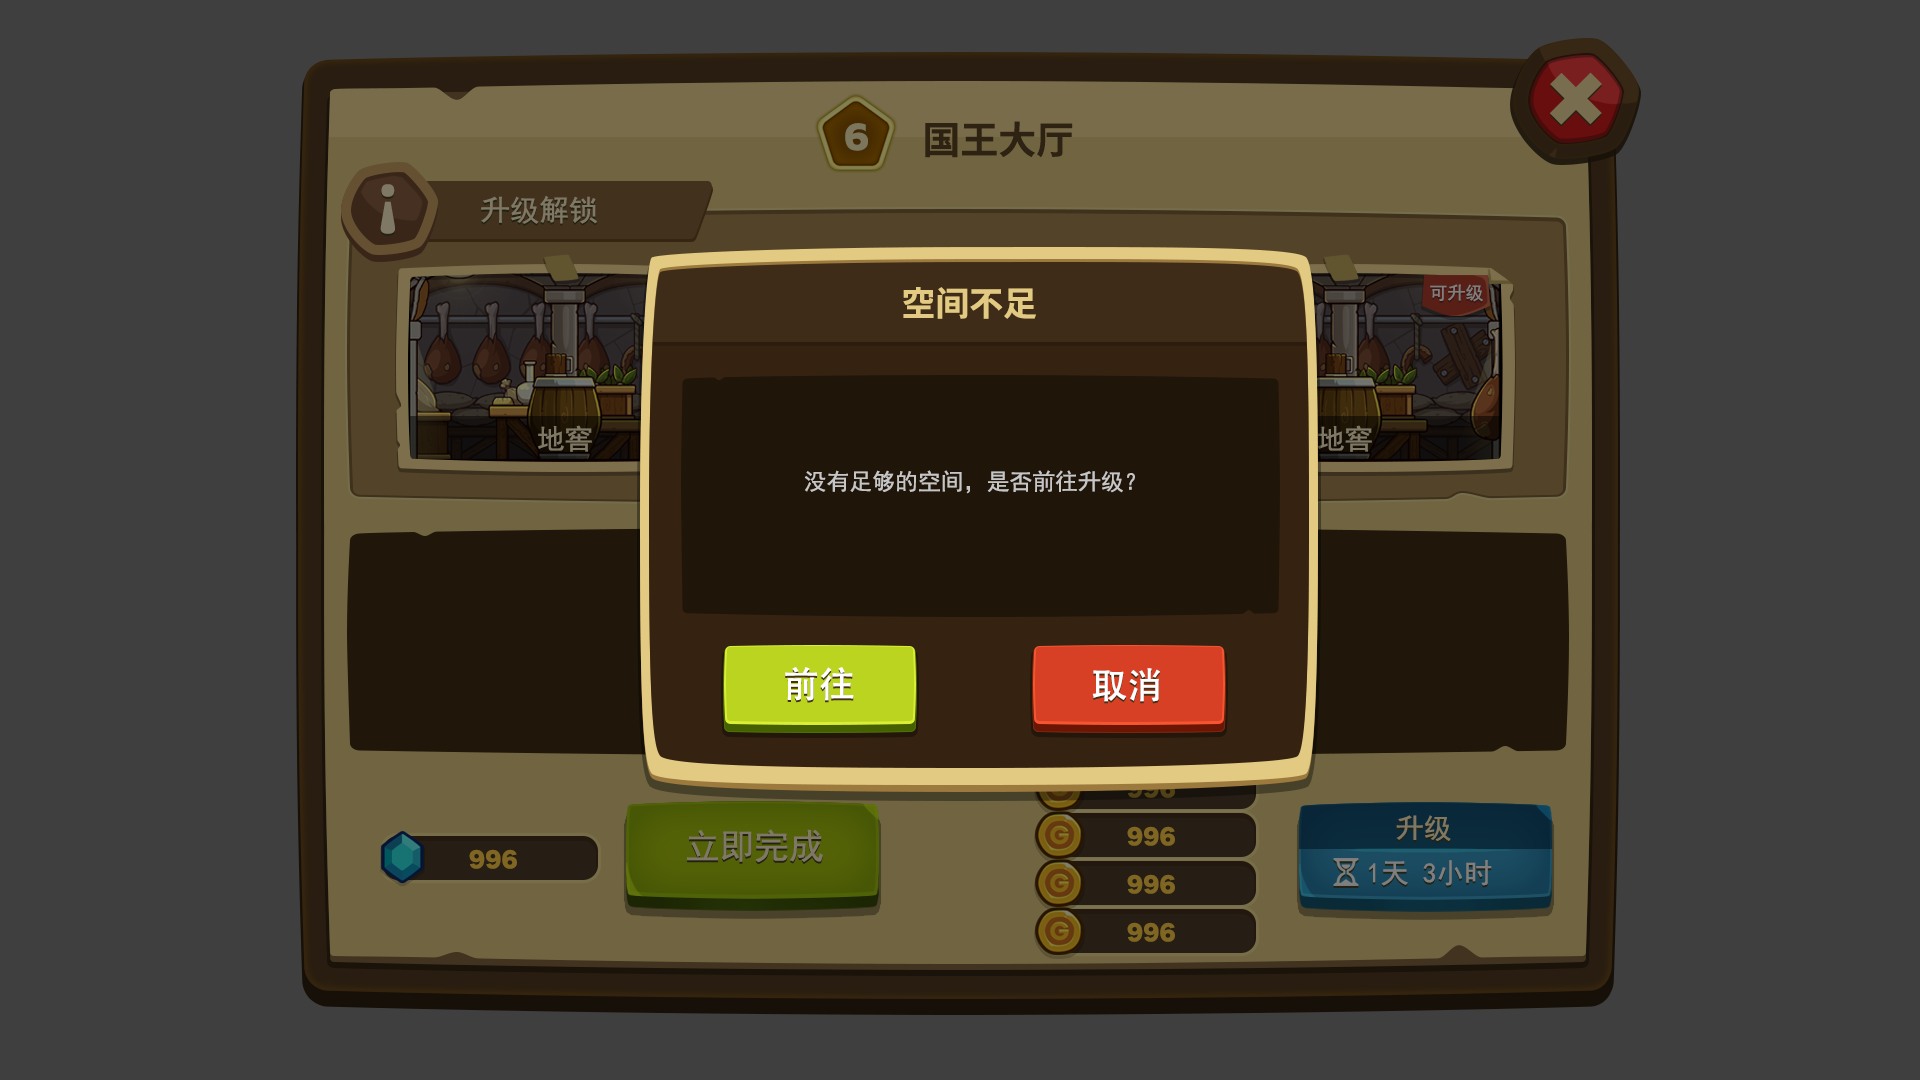 6 国王大厅
升级解锁
可升级
地窖
地窖
空间不足
没有足够的空间，是否前往升级？
前往
取消
996
立即完成
996
996
996
996
升级
1天 3小时